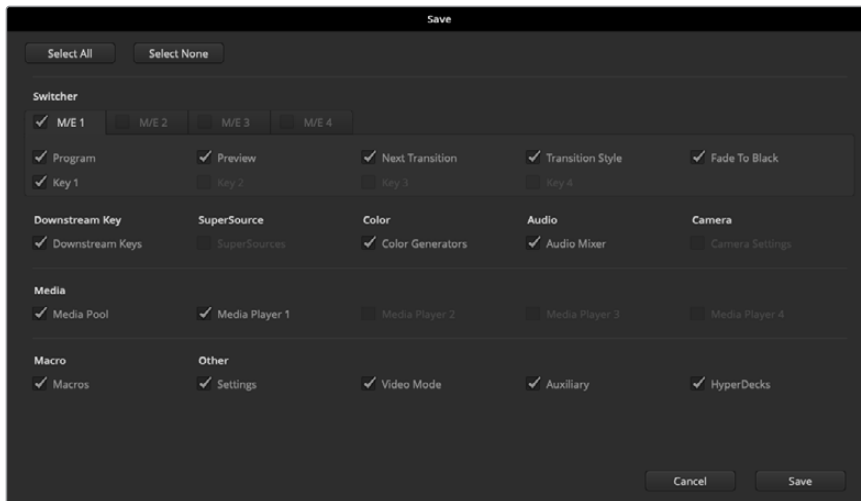 Save
Select All Select None
Switcher
M/E 1 M/E 2 M/E 3 M/E 4
Program Preview Next Transition Transition Style Fade To Black
Key 1 Key 2 Key 3 Key 4
Downstream Key SuperSource Color Audio Camera
Downstream Keys SuperSources Color Generators Audio Mixer Camera Settings
Media
Media Pool Media Player 1 Media Player 2 Media Player 3 Media Player 4
Macro Other
Macros Settings Video Mode Auxiliary HyperDecks
Cancel Save